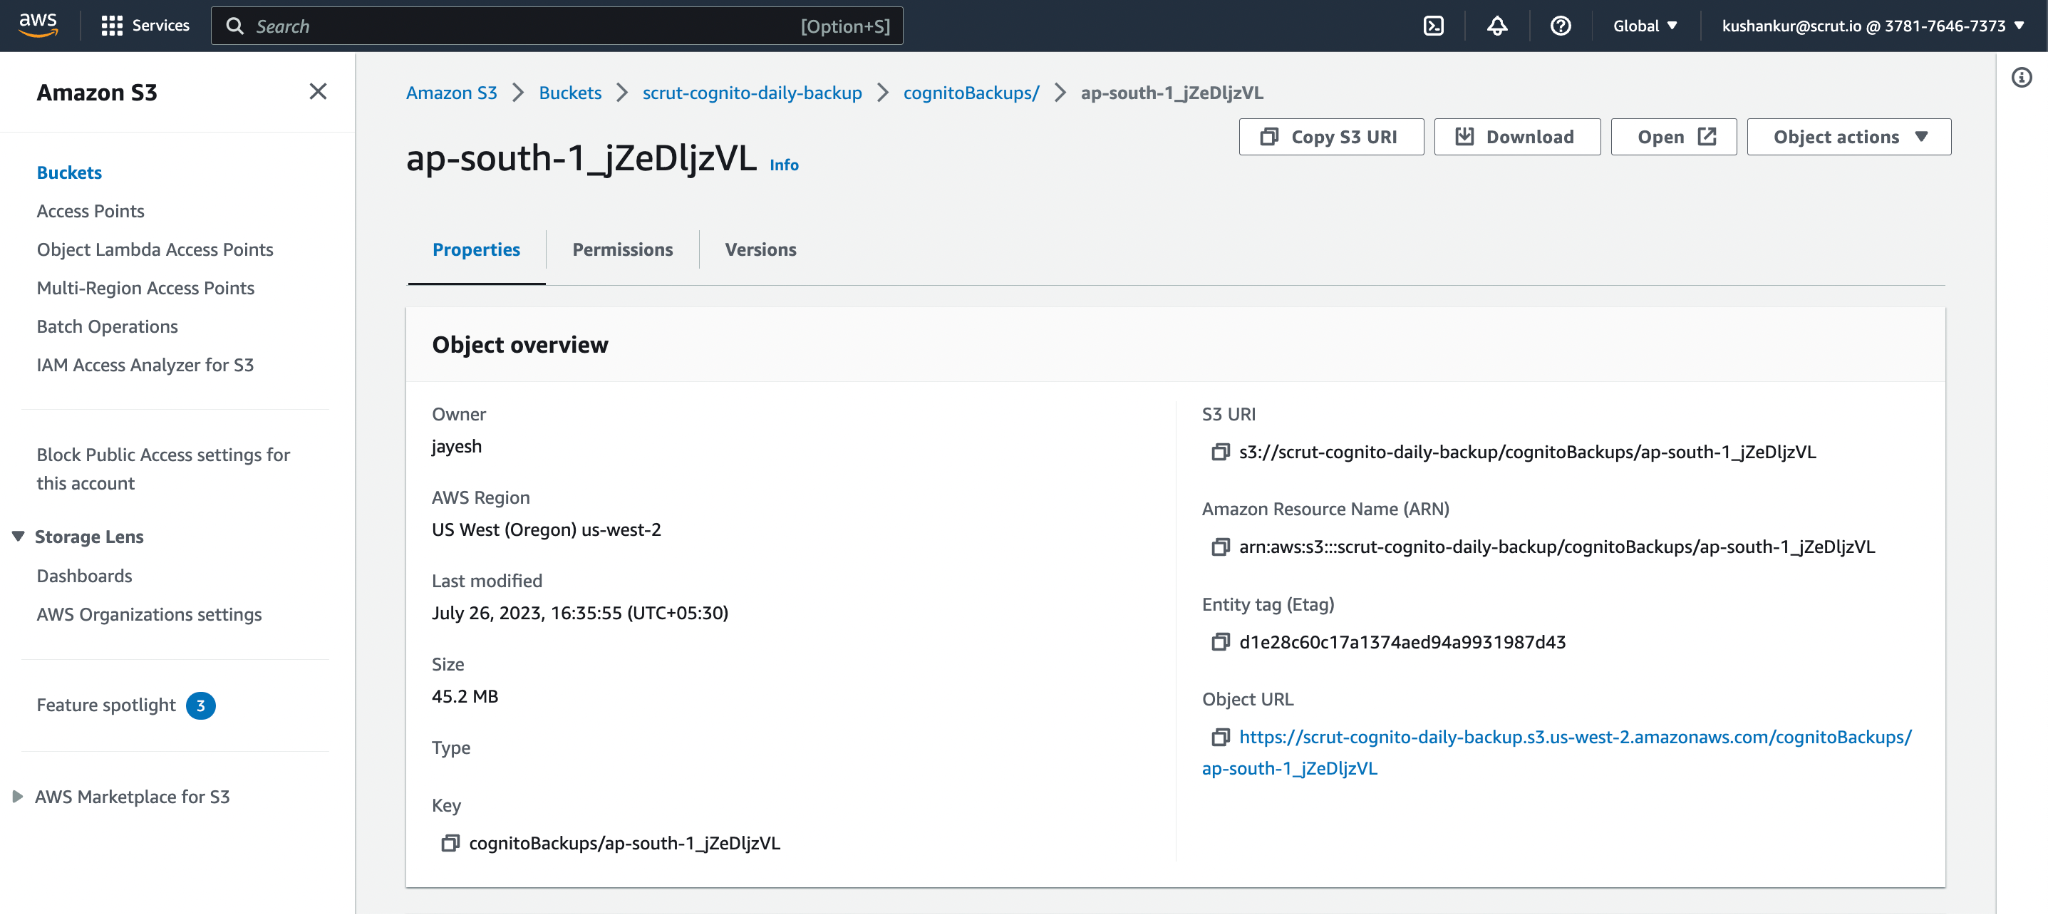 aws
Services
Search
[Option+S]
Global
kushankur@scrut.io @ 3781-7646-7373
Amazon S3
Buckets
Access Points
Object Lambda Access Points
Multi-Region Access Points
Batch Operations
IAM Access Analyzer for S3
Block Public Access settings for
this account
Storage Lens
Dashboards
AWS Organizations settings
Feature spotlight 3
AWS Marketplace for S3
Amazon S3 > Buckets > scrut-cognito-daily-backup > cognitoBackups/ > ap-south-1_jZeDljzVL
ap-south-1_jZeDljzVL Info
Copy S3 URI
Download
Open
Object actions
Properties
Permissions
Versions
Object overview
Owner
jayesh
AWS Region
US West (Oregon) us-west-2
Last modified
July 26, 2023, 16:35:55 (UTC+05:30)
Size
45.2 MB
Type
Key
cognitoBackups/ap-south-1_jZeDljzVL
S3 URI
s3://scrut-cognito-daily-backup/cognitoBackups/ap-south-1_jZeDljzVL
Amazon Resource Name (ARN)
arn:aws:s3:::scrut-cognito-daily-backup/cognitoBackups/ap-south-1_jZeDljzVL
Entity tag (Etag)
d1e28c60c17a1374aed94a9931987d43
Object URL
https://scrut-cognito-daily-backup.s3.us-west-2.amazonaws.com/cognitoBackups/
ap-south-1_jZeDljzVL